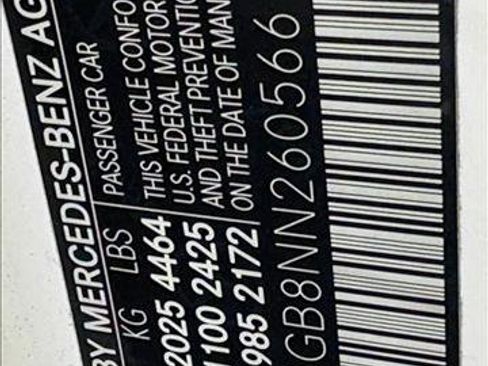 BY MERCEDES-BENZ AG
KG LBS PASSENGER CAR
2025 4464 THIS VEHICLE CONFO
U.S. FEDERAL MOTOR
1100 2425 AND THEFT PREVENTIO
985 2172 ON THE DATE OF MAN
GB8NN260566